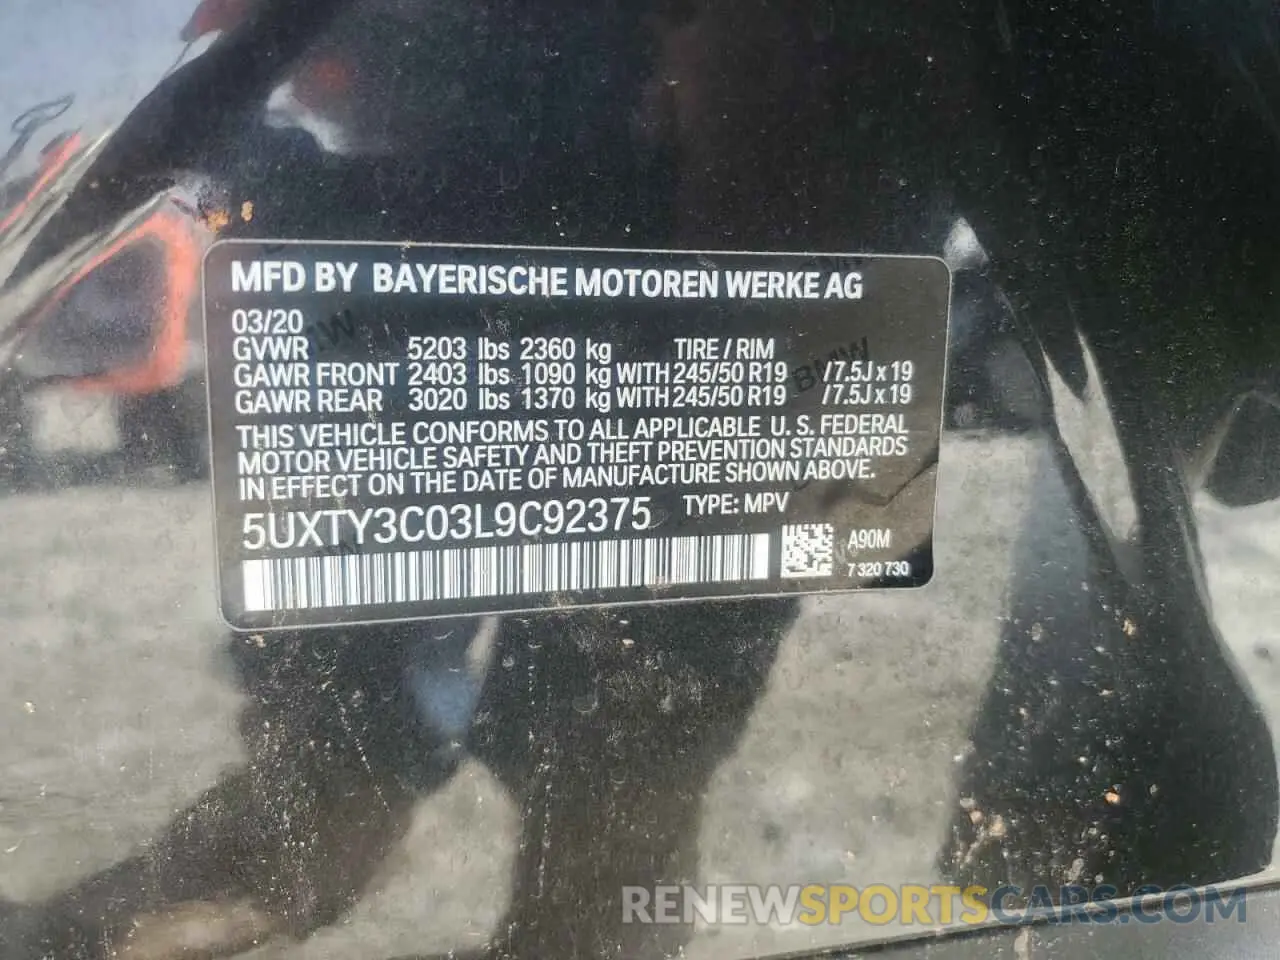 MFD BY BAYERISCHE MOTOREN WERKE AG
03/20
GVWR 5203 lbs 2360 kg TIRE / RIM
GAWR FRONT 2403 lbs 1090 kg WITH 245/50 R19 / 7.5J x 19
GAWR REAR 3020 lbs 1370 kg WITH 245/50 R19 / 7.5J x 19
THIS VEHICLE CONFORMS TO ALL APPLICABLE U. S. FEDERAL
MOTOR VEHICLE SAFETY AND THEFT PREVENTION STANDARDS
IN EFFECT ON THE DATE OF MANUFACTURE SHOWN ABOVE.
5UXTY3C03L9C92375 TYPE: MPV
A90M
7 320 730
RENEWSPORTSCARS.COM